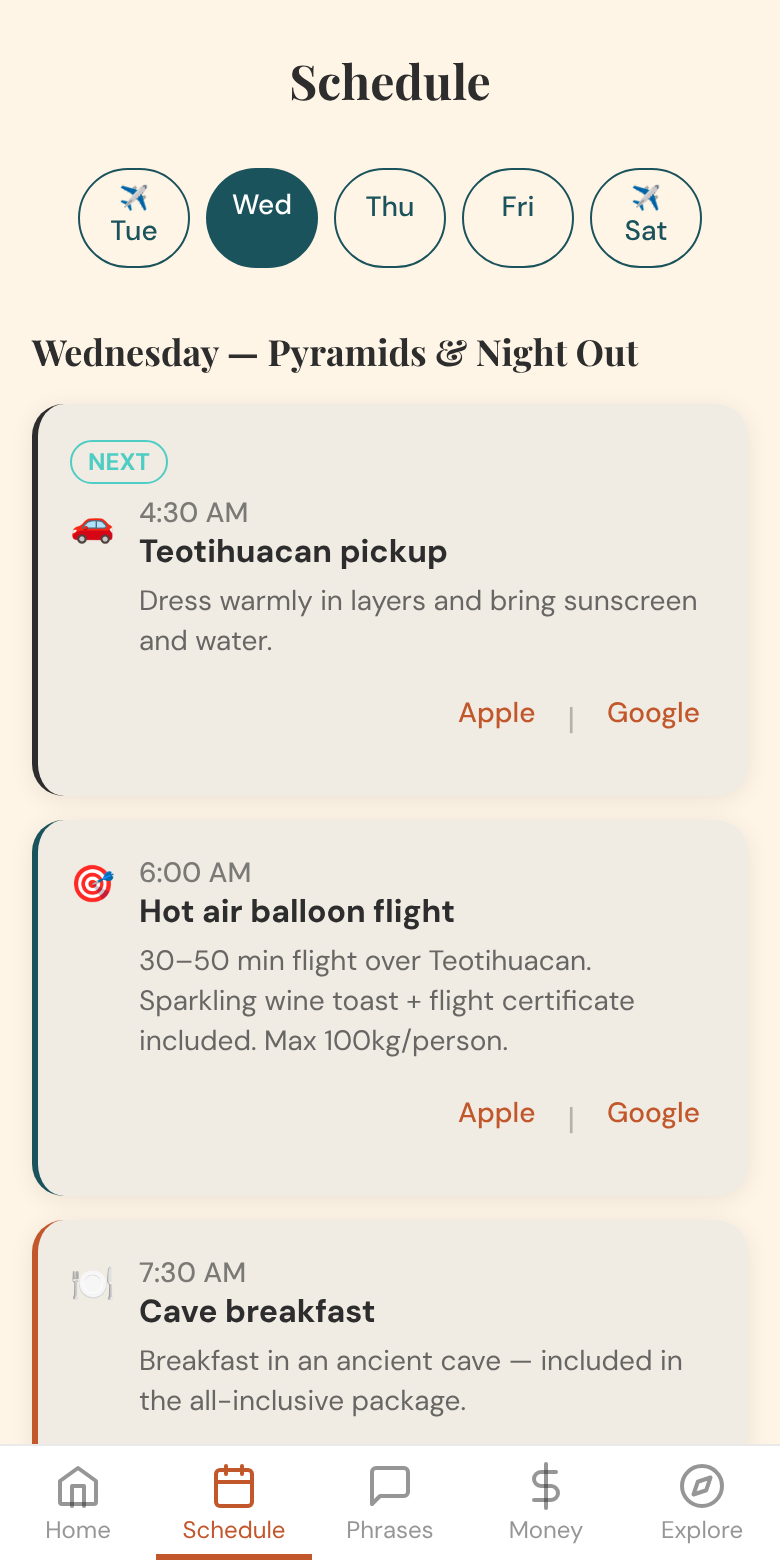 Schedule
Tue
Wed
Thu
Fri
Sat
Wednesday — Pyramids & Night Out
NEXT
4:30 AM
Teotihuacan pickup
Dress warmly in layers and bring sunscreen
and water.
Apple | Google
6:00 AM
Hot air balloon flight
30–50 min flight over Teotihuacan.
Sparkling wine toast + flight certificate
included. Max 100kg/person.
Apple | Google
7:30 AM
Cave breakfast
Breakfast in an ancient cave — included in
the all-inclusive package.
Home
Schedule
Phrases
Money
Explore